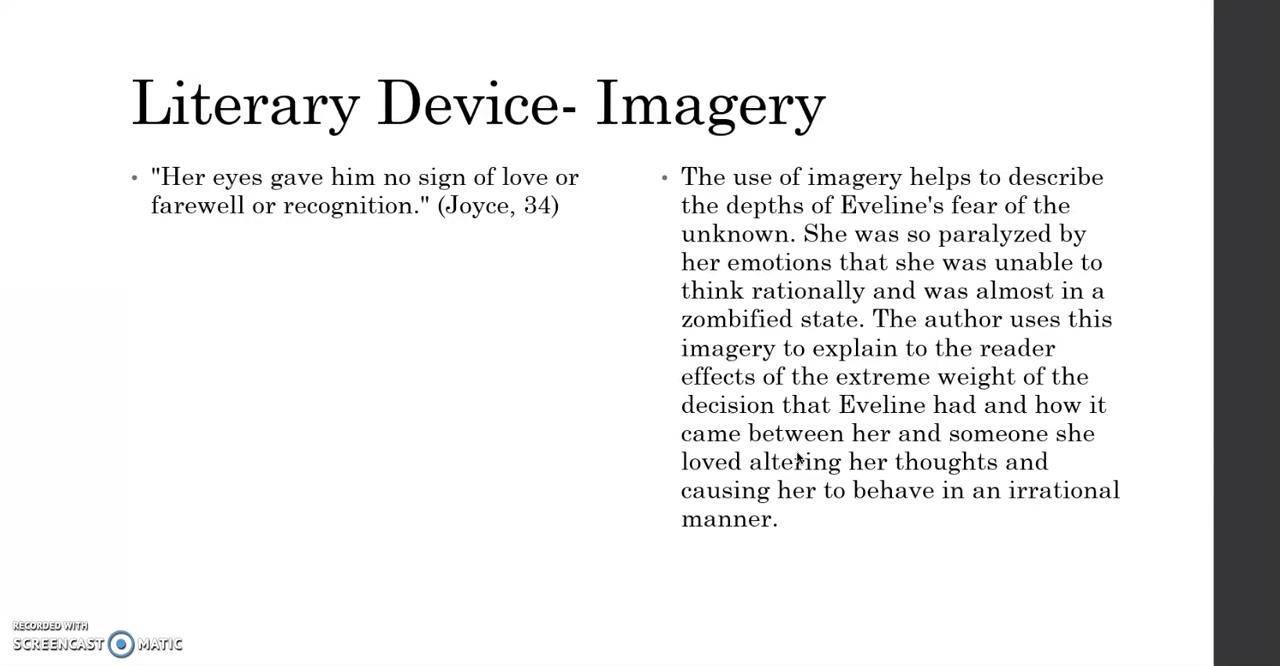 Literary Device- Imagery
• "Her eyes gave him no sign of love or
farewell or recognition." (Joyce, 34)
• The use of imagery helps to describe
the depths of Eveline's fear of the
unknown. She was so paralyzed by
her emotions that she was unable to
think rationally and was almost in a
zombified state. The author uses this
imagery to explain to the reader
effects of the extreme weight of the
decision that Eveline had and how it
came between her and someone she
loved altering her thoughts and
causing her to behave in an irrational
manner.
RECORDED WITH
SCREENCAST MATIC